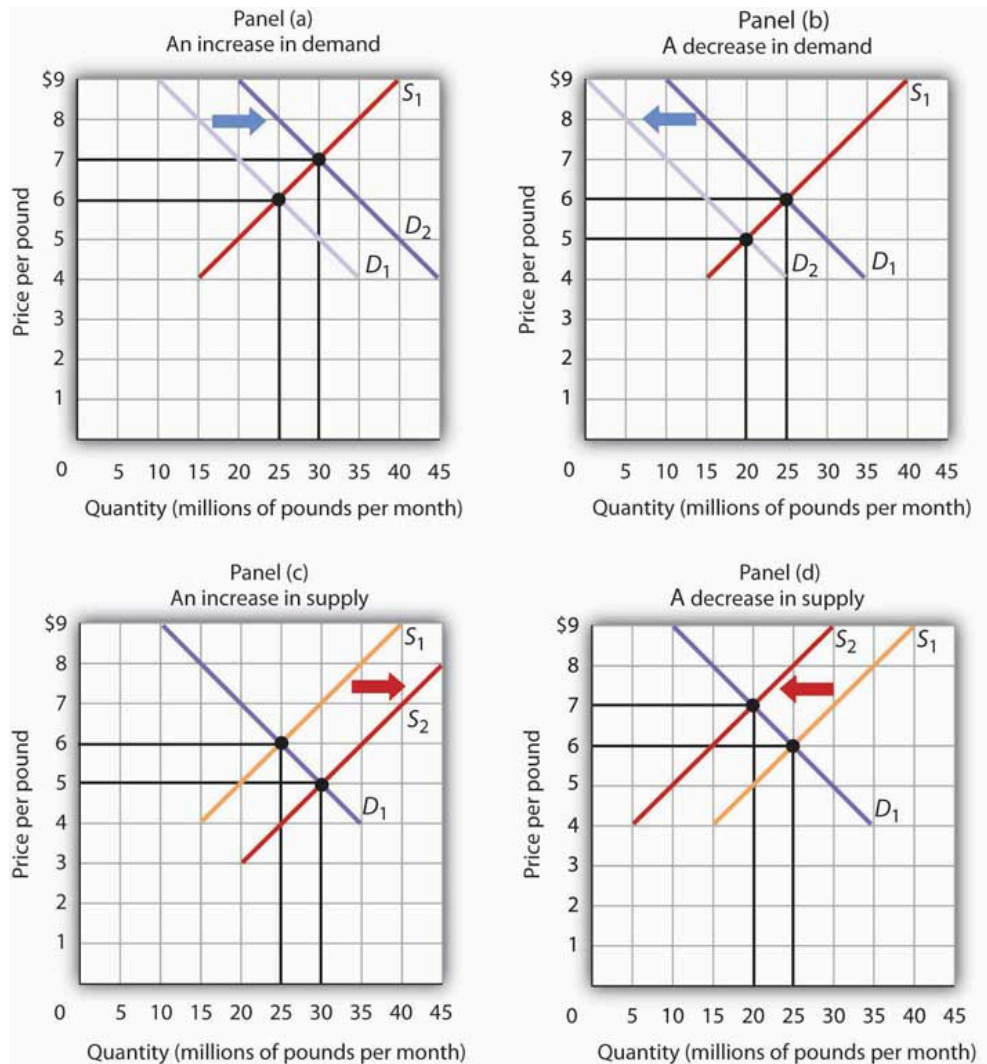 Panel (a)
An increase in demand
$9
8
7
6
5
4
3
2
1
0 5 10 15 20 25 30 35 40 45
S1
D2
D1
Price per pound
Quantity (millions of pounds per month)
Panel (b)
A decrease in demand
$9
8
7
6
5
4
3
2
1
0 5 10 15 20 25 30 35 40 45
S1
D2 D1
Price per pound
Quantity (millions of pounds per month)
Panel (c)
An increase in supply
$9
8
7
6
5
4
3
2
1
0 5 10 15 20 25 30 35 40 45
S1
S2
D1
Price per pound
Quantity (millions of pounds per month)
Panel (d)
A decrease in supply
$9
8
7
6
5
4
3
2
1
0 5 10 15 20 25 30 35 40 45
S2 S1
D1
Price per pound
Quantity (millions of pounds per month)